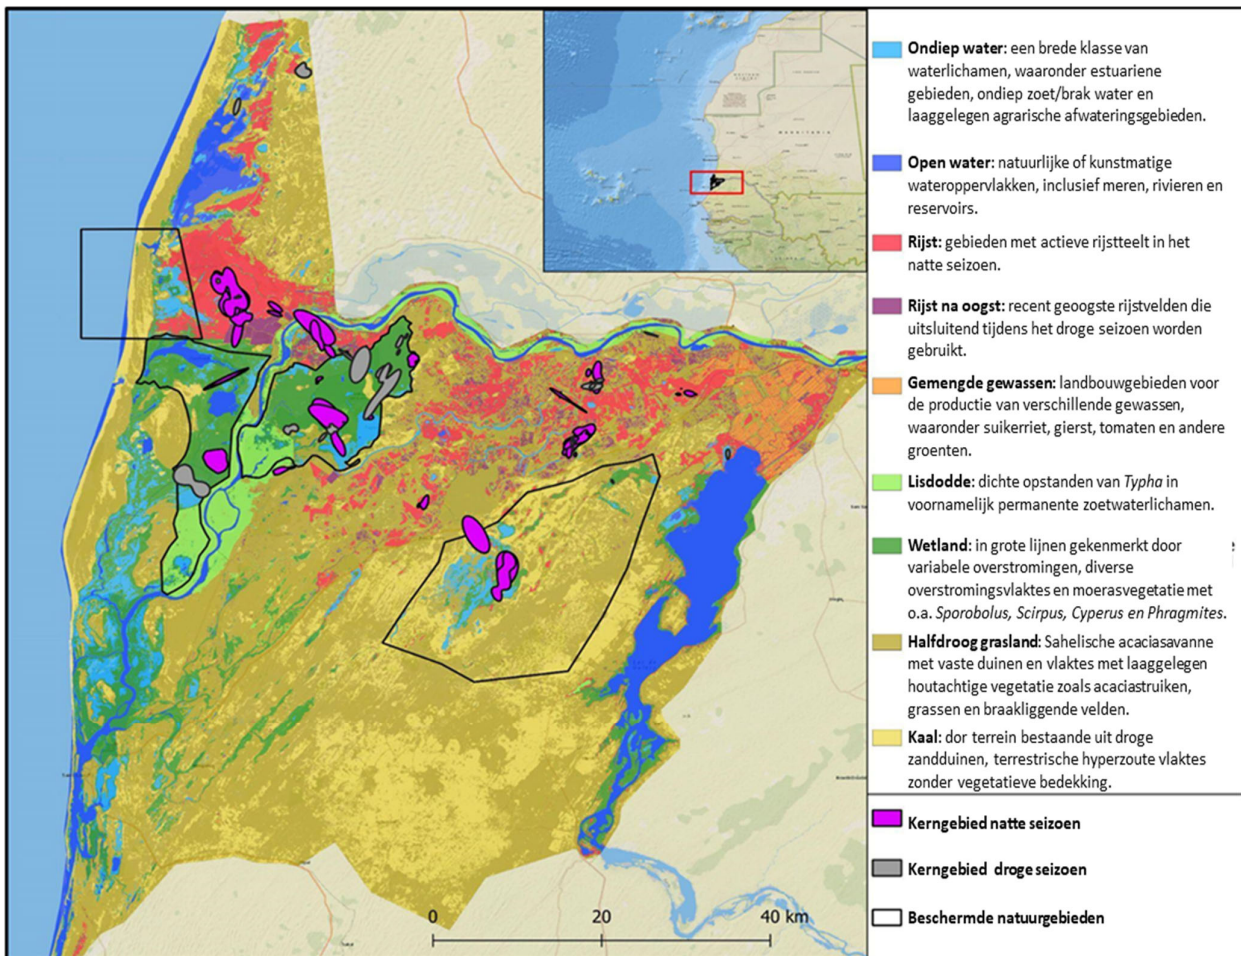 MAURITANIA
0
20
40 km
Ondiep water: een brede klasse van
waterlichamen, waaronder estuariene
gebieden, ondiep zoet/brak water en
laaggelegen agrarische afwateringsgebieden.
Open water: natuurlijke of kunstmatige
wateroppervlakken, inclusief meren, rivieren en
reservoirs.
Rijst: gebieden met actieve rijstteelt in het
natte seizoen.
Rijst na oogst: recent geoogste rijstvelden die
uitsluitend tijdens het droge seizoen worden
gebruikt.
Gemengde gewassen: landbouwgebieden voor
de productie van verschillende gewassen,
waaronder suikerriet, gierst, tomaten en andere
groenten.
Lisdodde: dichte opstanden van Typha in
voornamelijk permanente zoetwaterlichamen.
Wetland: in grote lijnen gekenmerkt door
variabele overstromingen, diverse
overstromingsvlaktes en moerasvegetatie met
o.a. Sporobolus, Scirpus, Cyperus en Phragmites.
Halfdroog grasland: Sahelische acaciasavanne
met vaste duinen en vlaktes met laaggelegen
houtachtige vegetatie zoals acaciastruiken,
grassen en braakliggende velden.
Kaal: dor terrein bestaande uit droge
zandduinen, terrestrische hyperzoute vlaktes
zonder vegetatieve bedekking.
Kerngebied natte seizoen
Kerngebied droge seizoen
Beschermde natuurgebieden